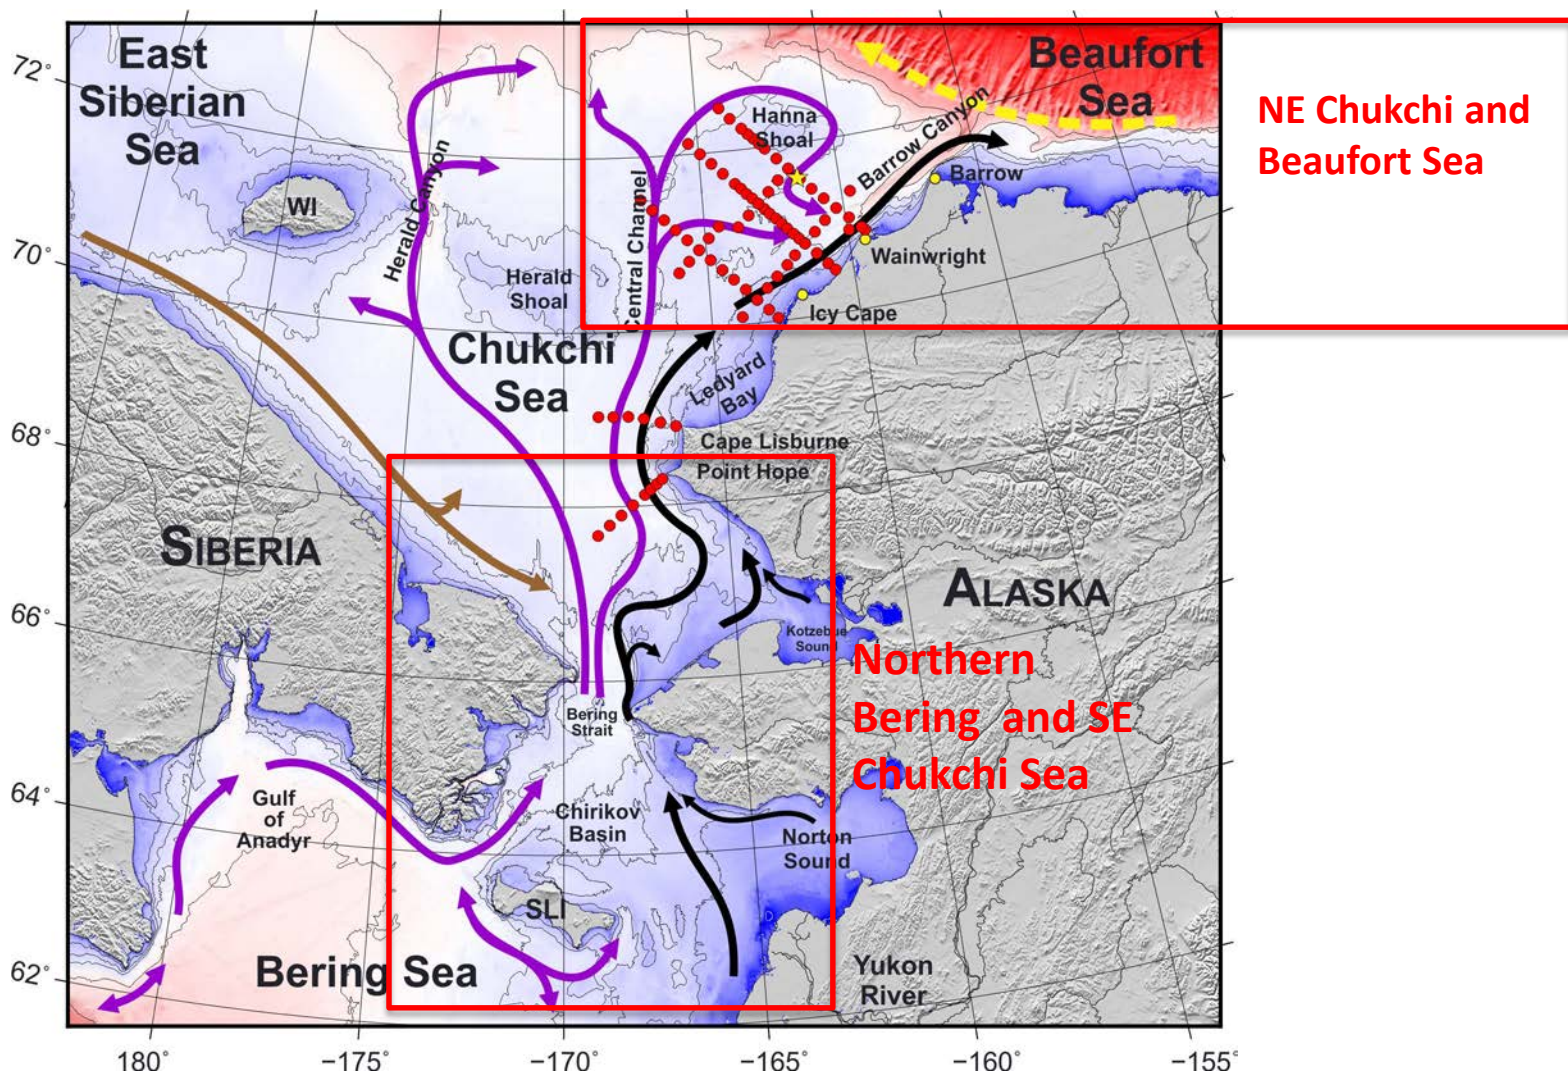 East
Siberian
Sea
Beaufort
Sea
NE Chukchi and
Beaufort Sea
Hanna
Shoal
Barrow Canyon
Barrow
WI
Herald Canyon
Central Channel
Wainwright
Herald
Shoal
Icy Cape
Chukchi
Sea
Ledyard
Bay
Cape Lisburne
Point Hope
SIBERIA
ALASKA
Kotzebue
Sound
Northern
Bering and SE
Chukchi Sea
Bering
Strait
Gulf
of
Anadyr
Chirikov
Basin
Norton
Sound
SLI
Bering Sea
Yukon
River
72°
70°
68°
66°
64°
62°
180°
−175°
−170°
−165°
−160°
−155°